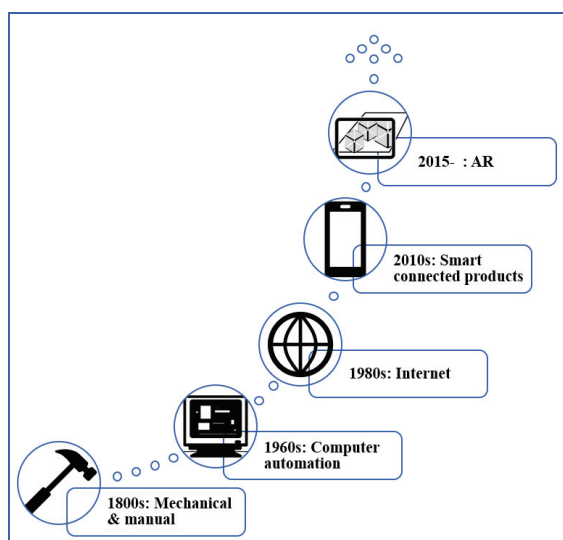 2015-  : AR
2010s: Smart
connected products
1980s: Internet
1960s: Computer
automation
1800s: Mechanical
& manual